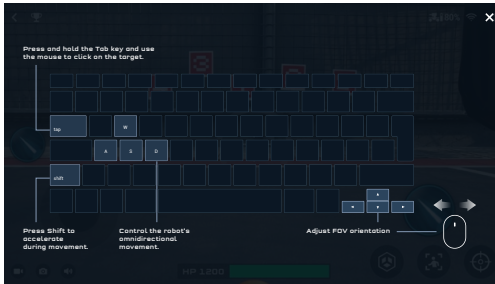 Press and hold the Tab key and use
the mouse to click on the target.
tap
W
A
S
D
shift
Press Shift to
accelerate
during movement.
Control the robot's
omnidirectional
movement.
Adjust FOV orientation
HP 1200